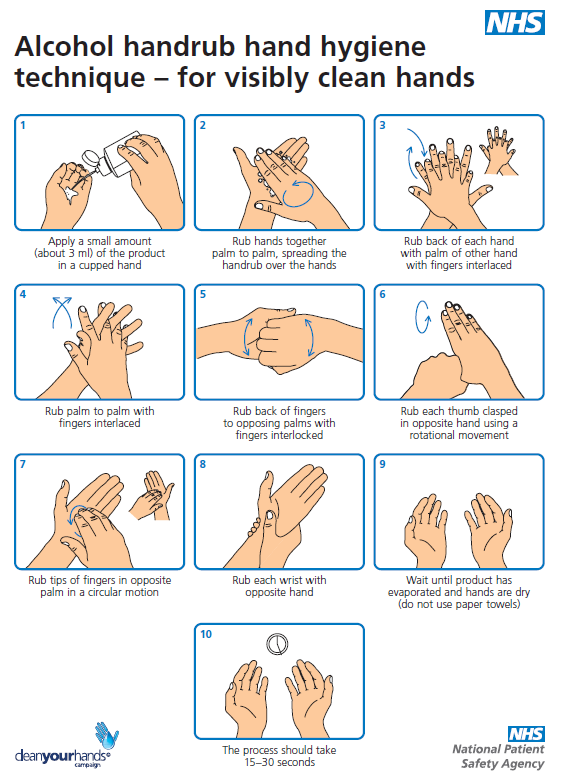 NHS
Alcohol handrub hand hygiene
technique – for visibly clean hands
1
Apply a small amount
(about 3 ml) of the product
in a cupped hand
2
Rub hands together
palm to palm, spreading the
handrub over the hands
3
Rub back of each hand
with palm of other hand
with fingers interlaced
4
Rub palm to palm with
fingers interlaced
5
Rub back of fingers
to opposing palms with
fingers interlocked
6
Rub each thumb clasped
in opposite hand using a
rotational movement
7
Rub tips of fingers in opposite
palm in a circular motion
8
Rub each wrist with
opposite hand
9
Wait until product has
evaporated and hands are dry
(do not use paper towels)
10
The process should take
15–30 seconds
cleanyourhands®
campaign
NHS
National Patient
Safety Agency